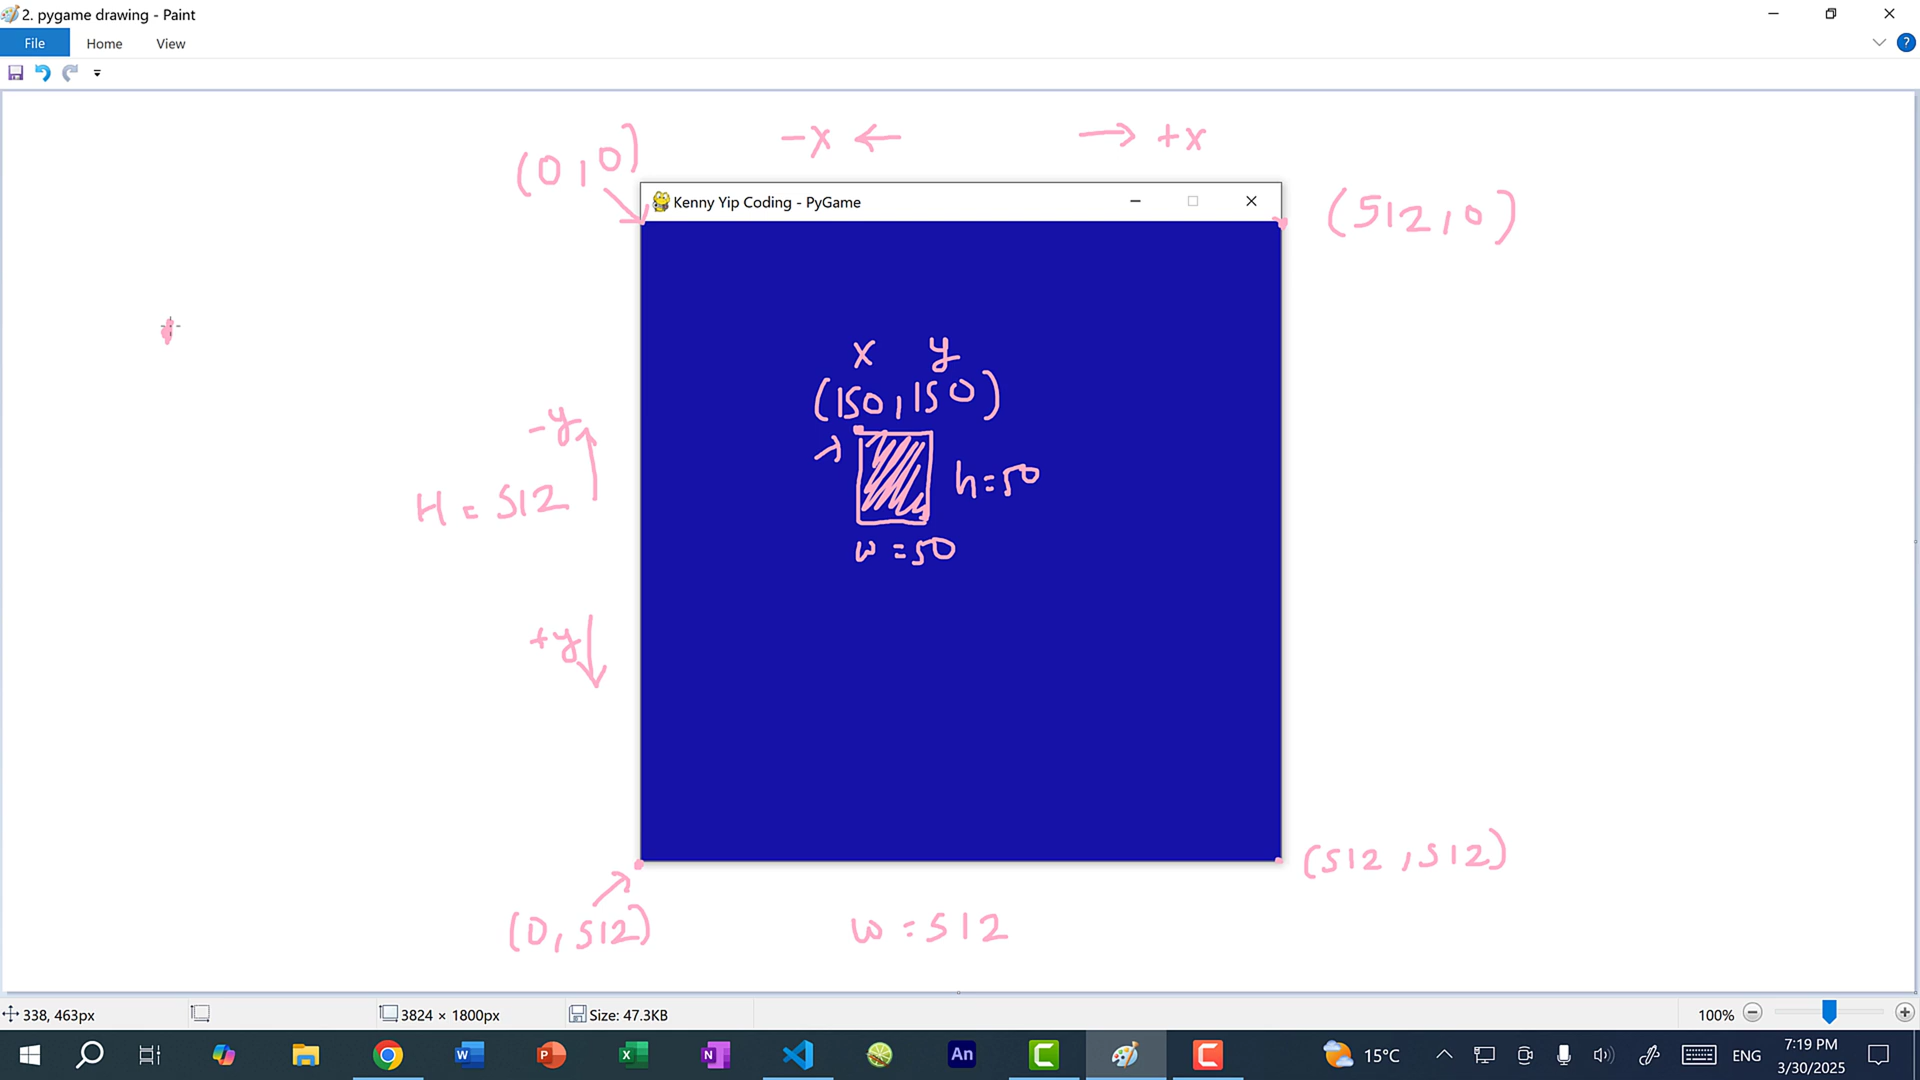 2. pygame drawing - Paint
File Home View
-x ← → +x
(0,0)
Kenny Yip Coding - PyGame
(512,0)
x y
(150,150)
-y
h=50
H = 512
w =50
+y
(512,512)
(0,512)
w = 512
338, 463px
3824 × 1800px
Size: 47.3KB
100%
15°C
ENG
7:19 PM
3/30/2025
An